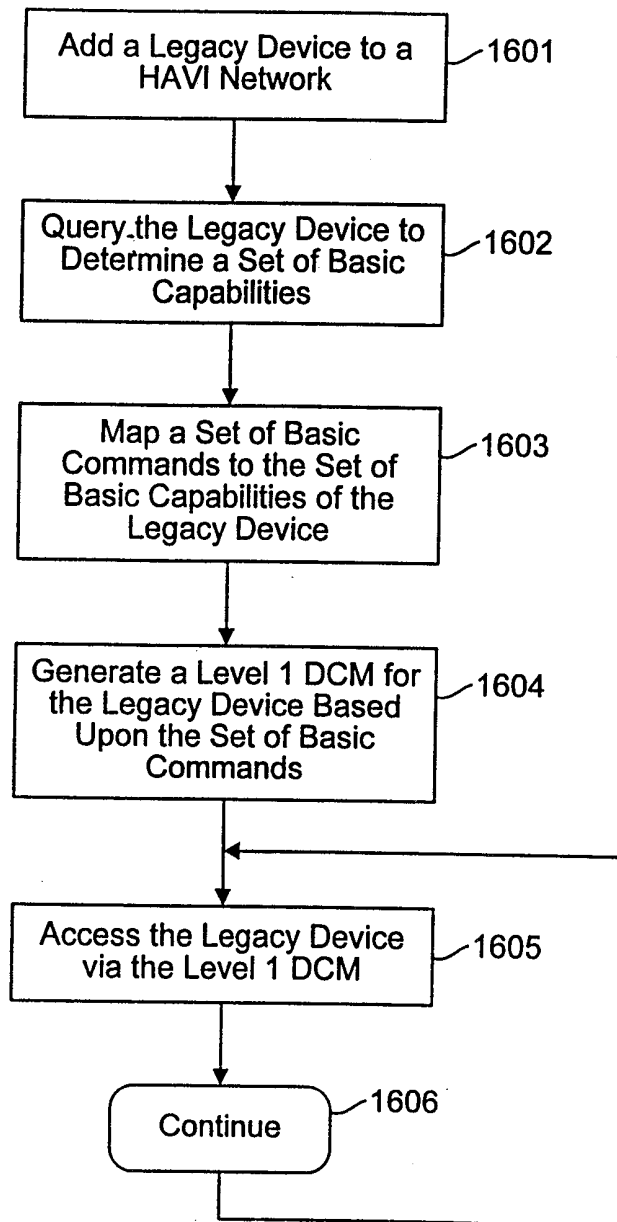 Add a Legacy Device to a
HAVI Network
1601
Query the Legacy Device to
Determine a Set of Basic
Capabilities
1602
Map a Set of Basic
Commands to the Set of
Basic Capabilities of the
Legacy Device
1603
Generate a Level 1 DCM for
the Legacy Device Based
Upon the Set of Basic
Commands
1604
Access the Legacy Device
via the Level 1 DCM
1605
Continue
1606